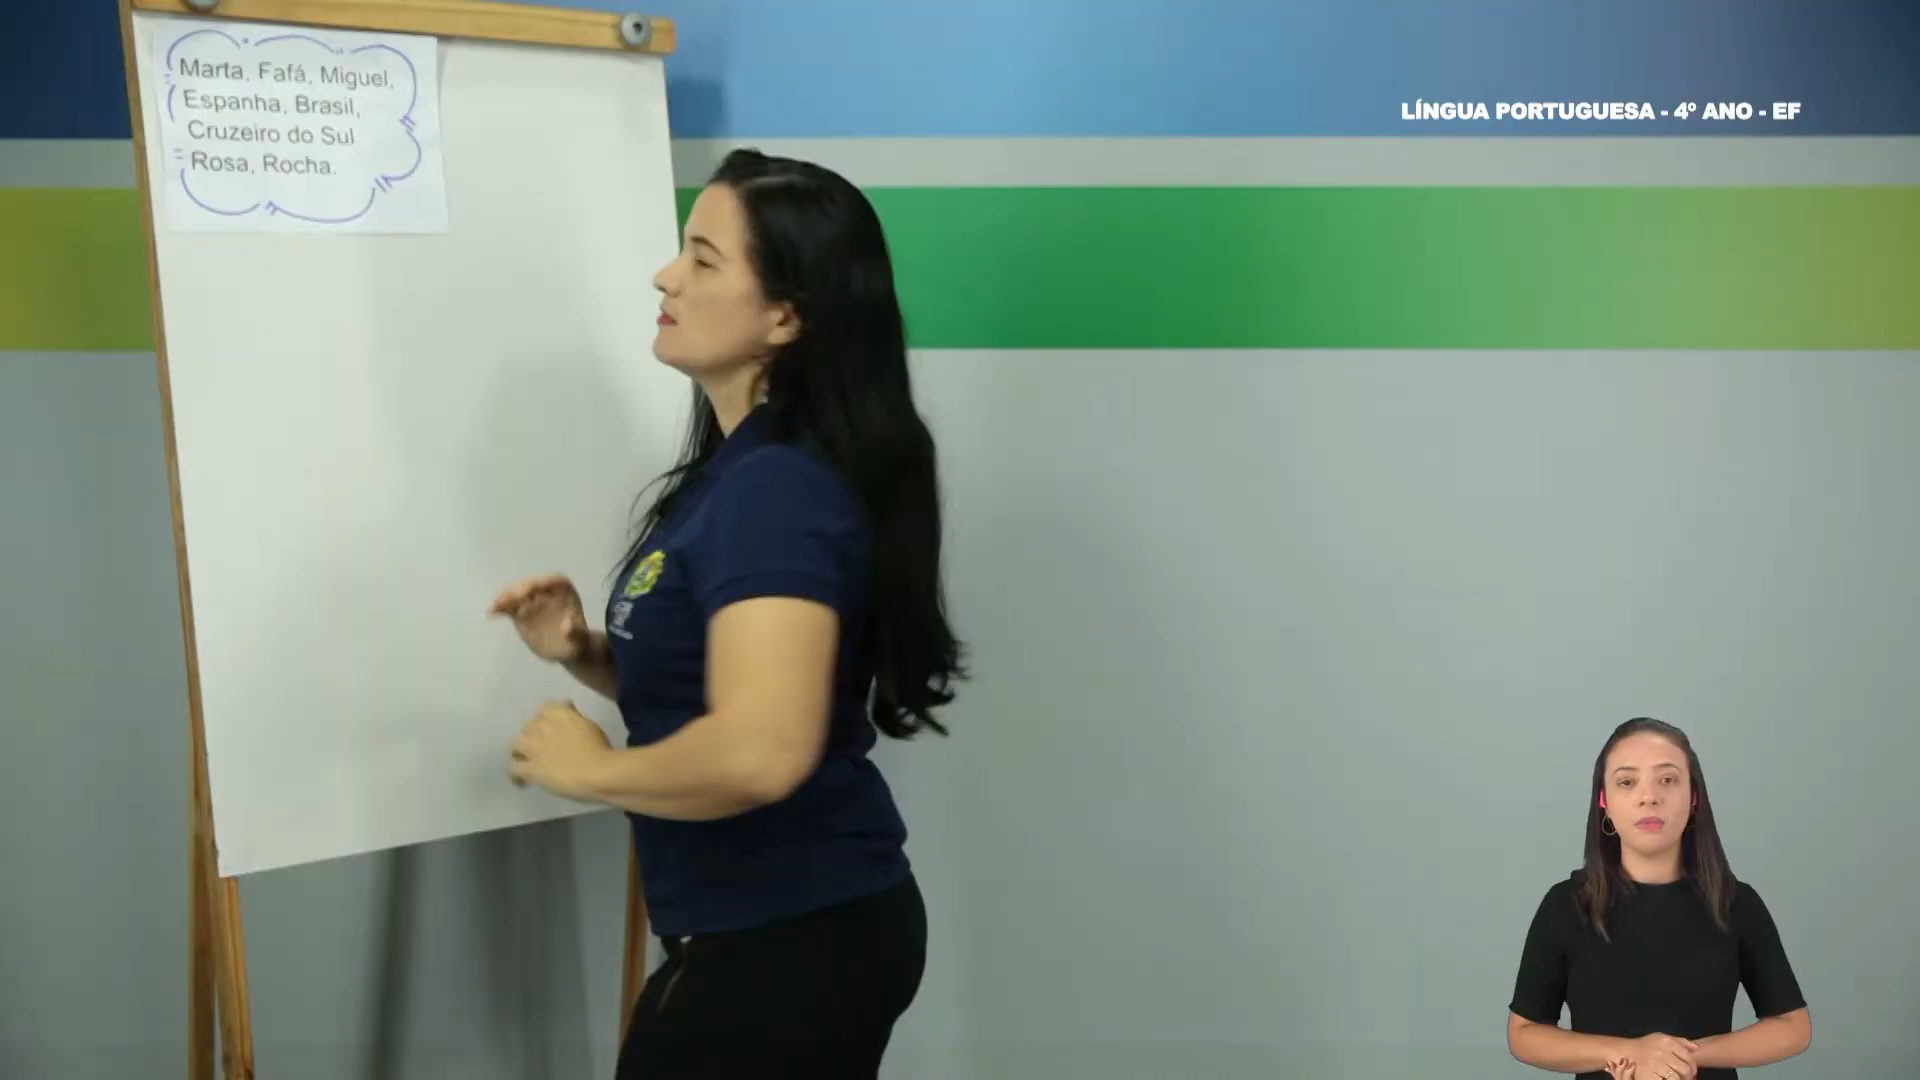 Marta, Fafá, Miguel,
Espanha, Brasil,
Cruzeiro do Sul
Rosa, Rocha.
LÍNGUA PORTUGUESA - 4º ANO - EF